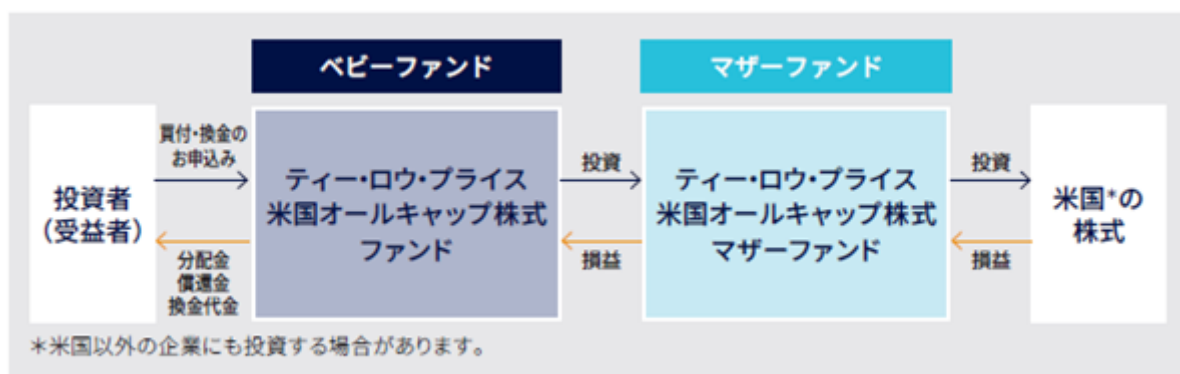 ベビーファンド
マザーファンド
投資者
（受益者）
買付・換金の
お申込み
分配金
償還金
換金代金
ティー・ロウ・プライス
米国オールキャップ株式
ファンド
投資
損益
ティー・ロウ・プライス
米国オールキャップ株式
マザーファンド
投資
損益
米国*の
株式
＊米国以外の企業にも投資する場合があります。